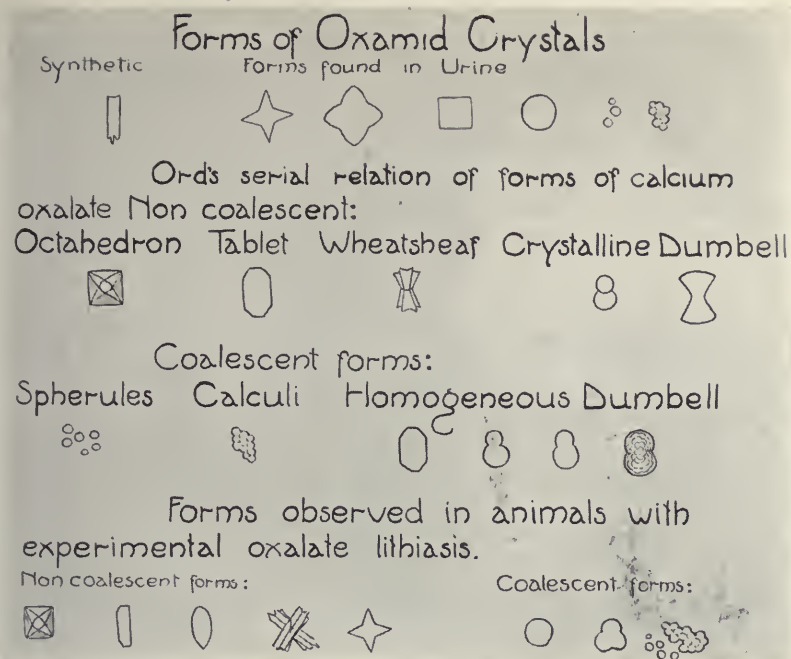 Forms of Oxamid Crystals
Synthetic Forms found in Urine
Ord's serial relation of forms of calcium
oxalate Non coalescent:
Octahedron Tablet Wheatsheaf Crystalline Dumbell
Coalescent forms:
Spherules Calculi Homogeneous Dumbell
Forms observed in animals with
experimental oxalate lithiasis.
Non coalescent forms: Coalescent forms: